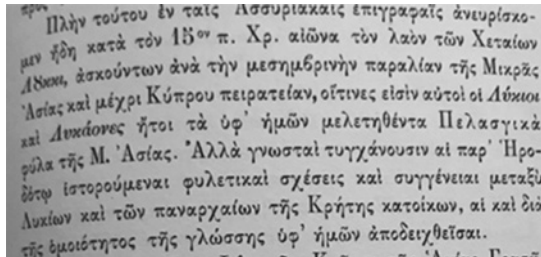 Πλὴν τούτου ἐν ταῖς Ἀσσυριακαῖς ἐπιγραφαῖς ἀνευρίσκο-
μεν ἤδη κατὰ τὸν 15ον π. Χρ. αἰῶνα τὸν λαὸν τῶν Χεταίων
Λύκκι, ἀσκούντων ἀνὰ τὴν μεσημβρινὴν παραλίαν τῆς Μικρᾶς
Ἀσίας καὶ μέχρι Κύπρου πειρατείαν, οἵτινες εἰσὶν αὐτοὶ οἱ Λύκιοι
καὶ Λυκάονες ἤτοι τὰ ὑφ' ἡμῶν μελετηθέντα Πελασγικὰ
φύλα τῆς Μ. Ἀσίας. Ἀλλὰ γνωσταὶ τυγχάνουσιν αἱ παρ' Ἡρο-
δότῳ ἱστορούμεναι φυλετικαὶ σχέσεις καὶ συγγένειαι μεταξὺ
Λυκίων καὶ τῶν παναρχαίων τῆς Κρήτης κατοίκων, αἱ καὶ διὰ
τῆς ὁμοιότητος τῆς γλώσσης ὑφ' ἡμῶν ἀποδειχθεῖσαι.